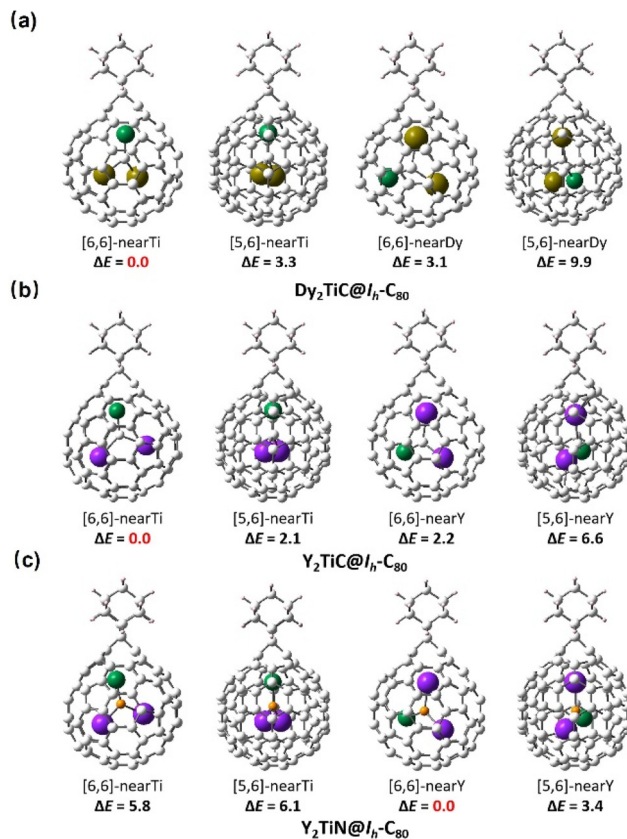 (a)
[6,6]-nearTi [5,6]-nearTi [6,6]-nearDy [5,6]-nearDy
ΔE = 0.0 ΔE = 3.3 ΔE = 3.1 ΔE = 9.9
Dy₂TiC@Iₕ-C₈₀
(b)
[6,6]-nearTi [5,6]-nearTi [6,6]-nearY [5,6]-nearY
ΔE = 0.0 ΔE = 2.1 ΔE = 2.2 ΔE = 6.6
Y₂TiC@Iₕ-C₈₀
(c)
[6,6]-nearTi [5,6]-nearTi [6,6]-nearY [5,6]-nearY
ΔE = 5.8 ΔE = 6.1 ΔE = 0.0 ΔE = 3.4
Y₂TiN@Iₕ-C₈₀